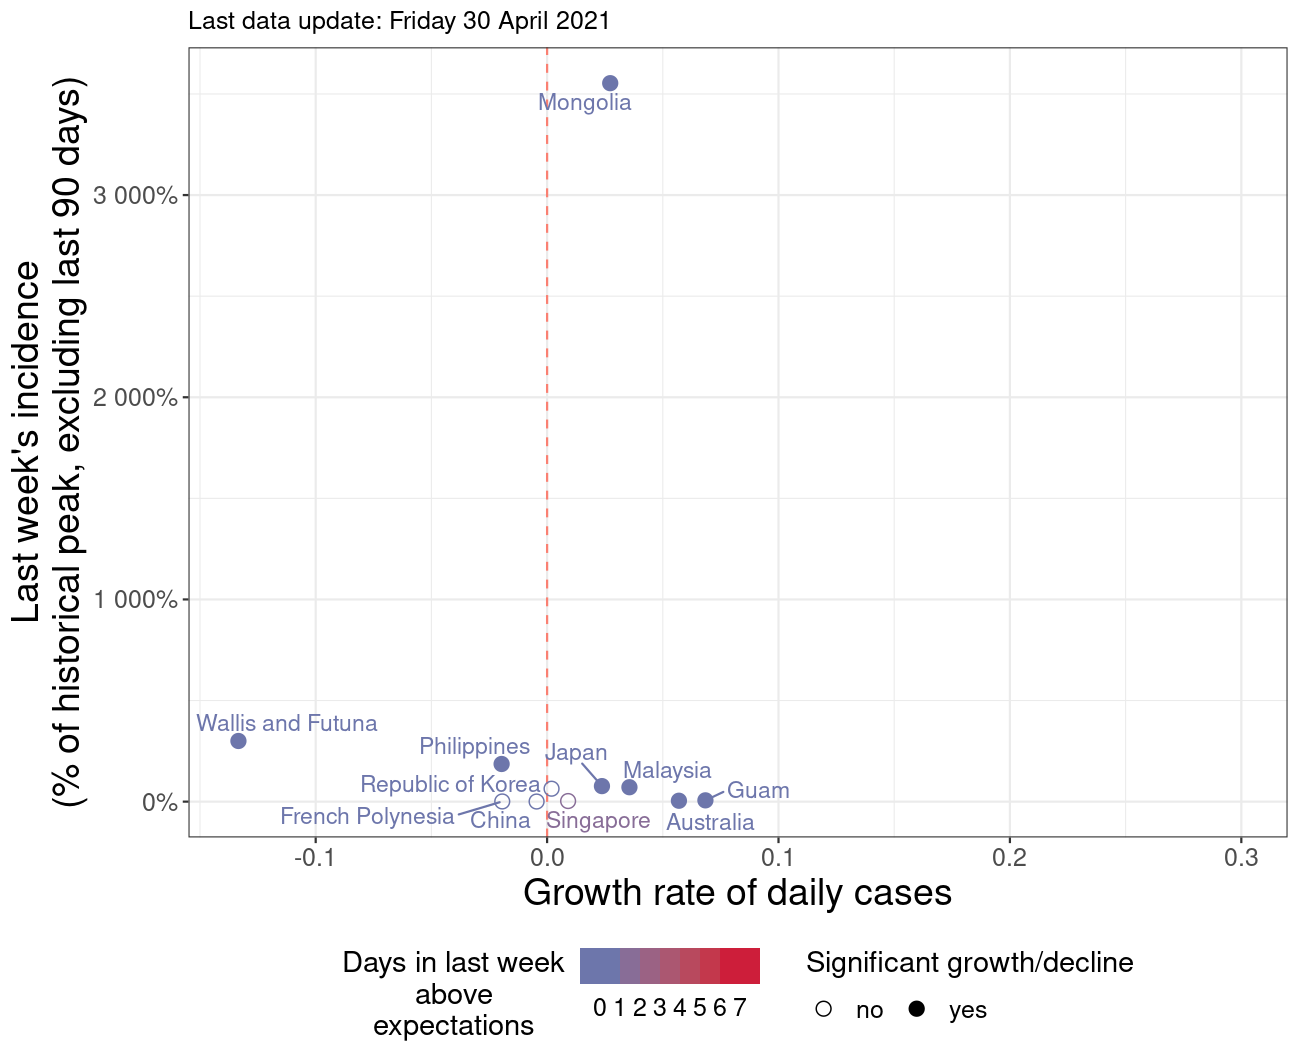 Last data update: Friday 30 April 2021
Last week's incidence
(% of historical peak, excluding last 90 days)
3 000%
2 000%
1 000%
0%
Mongolia
Wallis and Futuna
Philippines
Japan
Malaysia
Republic of Korea
Guam
French Polynesia
China
Singapore
Australia
-0.1
0.0
0.1
0.2
0.3
Growth rate of daily cases
Days in last week
above
expectations
0 1 2 3 4 5 6 7
Significant growth/decline
no
yes